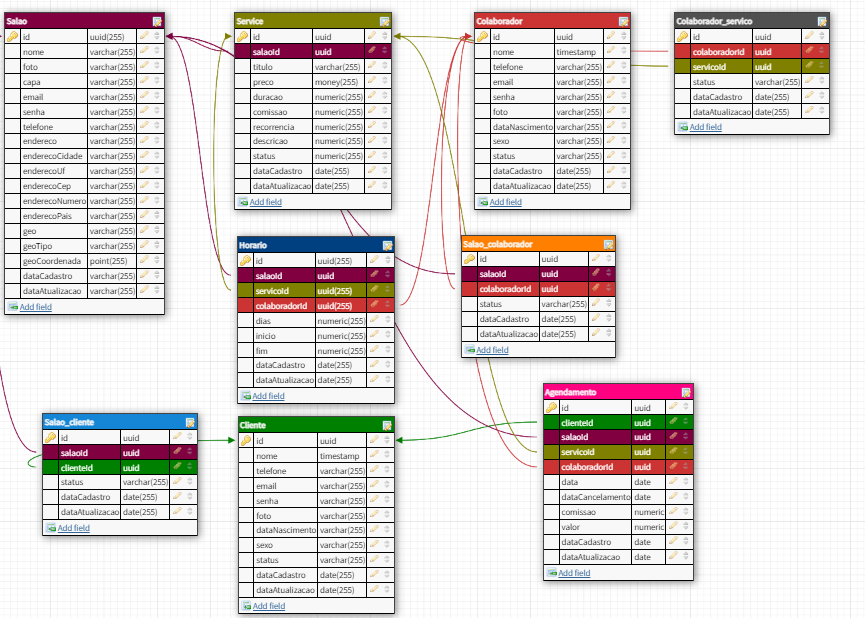 Salao
id uuid(255)
nome varchar(255)
foto varchar(255)
capa varchar(255)
email varchar(255)
senha varchar(255)
telefone varchar(255)
endereco varchar(255)
enderecoCidade varchar(255)
enderecoUf varchar(255)
enderecoCep varchar(255)
enderecoNumero varchar(255)
enderecoPais varchar(255)
geo varchar(255)
geoTipo varchar(255)
geoCoordenada point(255)
dataCadastro varchar(255)
dataAtualizacao varchar(255)
Add field
Service
id uuid
salaoId uuid
titulo varchar(255)
preco money(255)
duracao numeric(255)
comissao numeric(255)
recorrencia numeric(255)
descricao numeric(255)
status numeric(255)
dataCadastro date(255)
dataAtualizacao date(255)
Add field
Colaborador
id uuid
nome timestamp
telefone varchar(255)
email varchar(255)
senha varchar(255)
foto varchar(255)
dataNascimento varchar(255)
sexo varchar(255)
status varchar(255)
dataCadastro date(255)
dataAtualizacao date(255)
Add field
Colaborador_servico
id uuid
colaboradorId uuid
servicoId uuid
status varchar(255)
dataCadastro date(255)
dataAtualizacao date(255)
Add field
Horario
id uuid(255)
salaoId uuid
servicoId uuid(255)
colaboradorId uuid(255)
dias numeric(255)
inicio numeric(255)
fim numeric(255)
dataCadastro date(255)
dataAtualizacao date(255)
Add field
Salao_colaborador
id uuid
salaoId uuid
colaboradorId uuid
status varchar(255)
dataCadastro date(255)
dataAtualizacao date(255)
Add field
Salao_cliente
id uuid
salaoId uuid
clienteId uuid
status varchar(255)
dataCadastro date(255)
dataAtualizacao date(255)
Add field
Cliente
id uuid
nome timestamp
telefone varchar(255)
email varchar(255)
senha varchar(255)
foto varchar(255)
dataNascimento varchar(255)
sexo varchar(255)
status varchar(255)
dataCadastro date(255)
dataAtualizacao date(255)
Add field
Agendamento
id uuid
clienteId uuid
salaoId uuid
servicoId uuid
colaboradorId uuid
data date
dataCancelamento date
comissao numeric
valor numeric
dataCadastro date
dataAtualizacao date
Add field